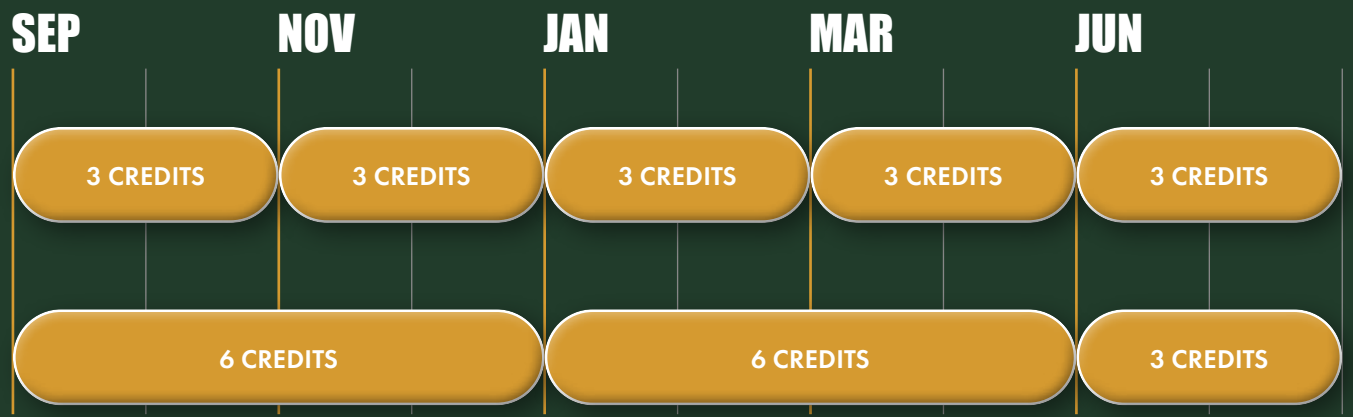 SEP NOV JAN MAR JUN
3 CREDITS 3 CREDITS 3 CREDITS 3 CREDITS 3 CREDITS
6 CREDITS 6 CREDITS 3 CREDITS